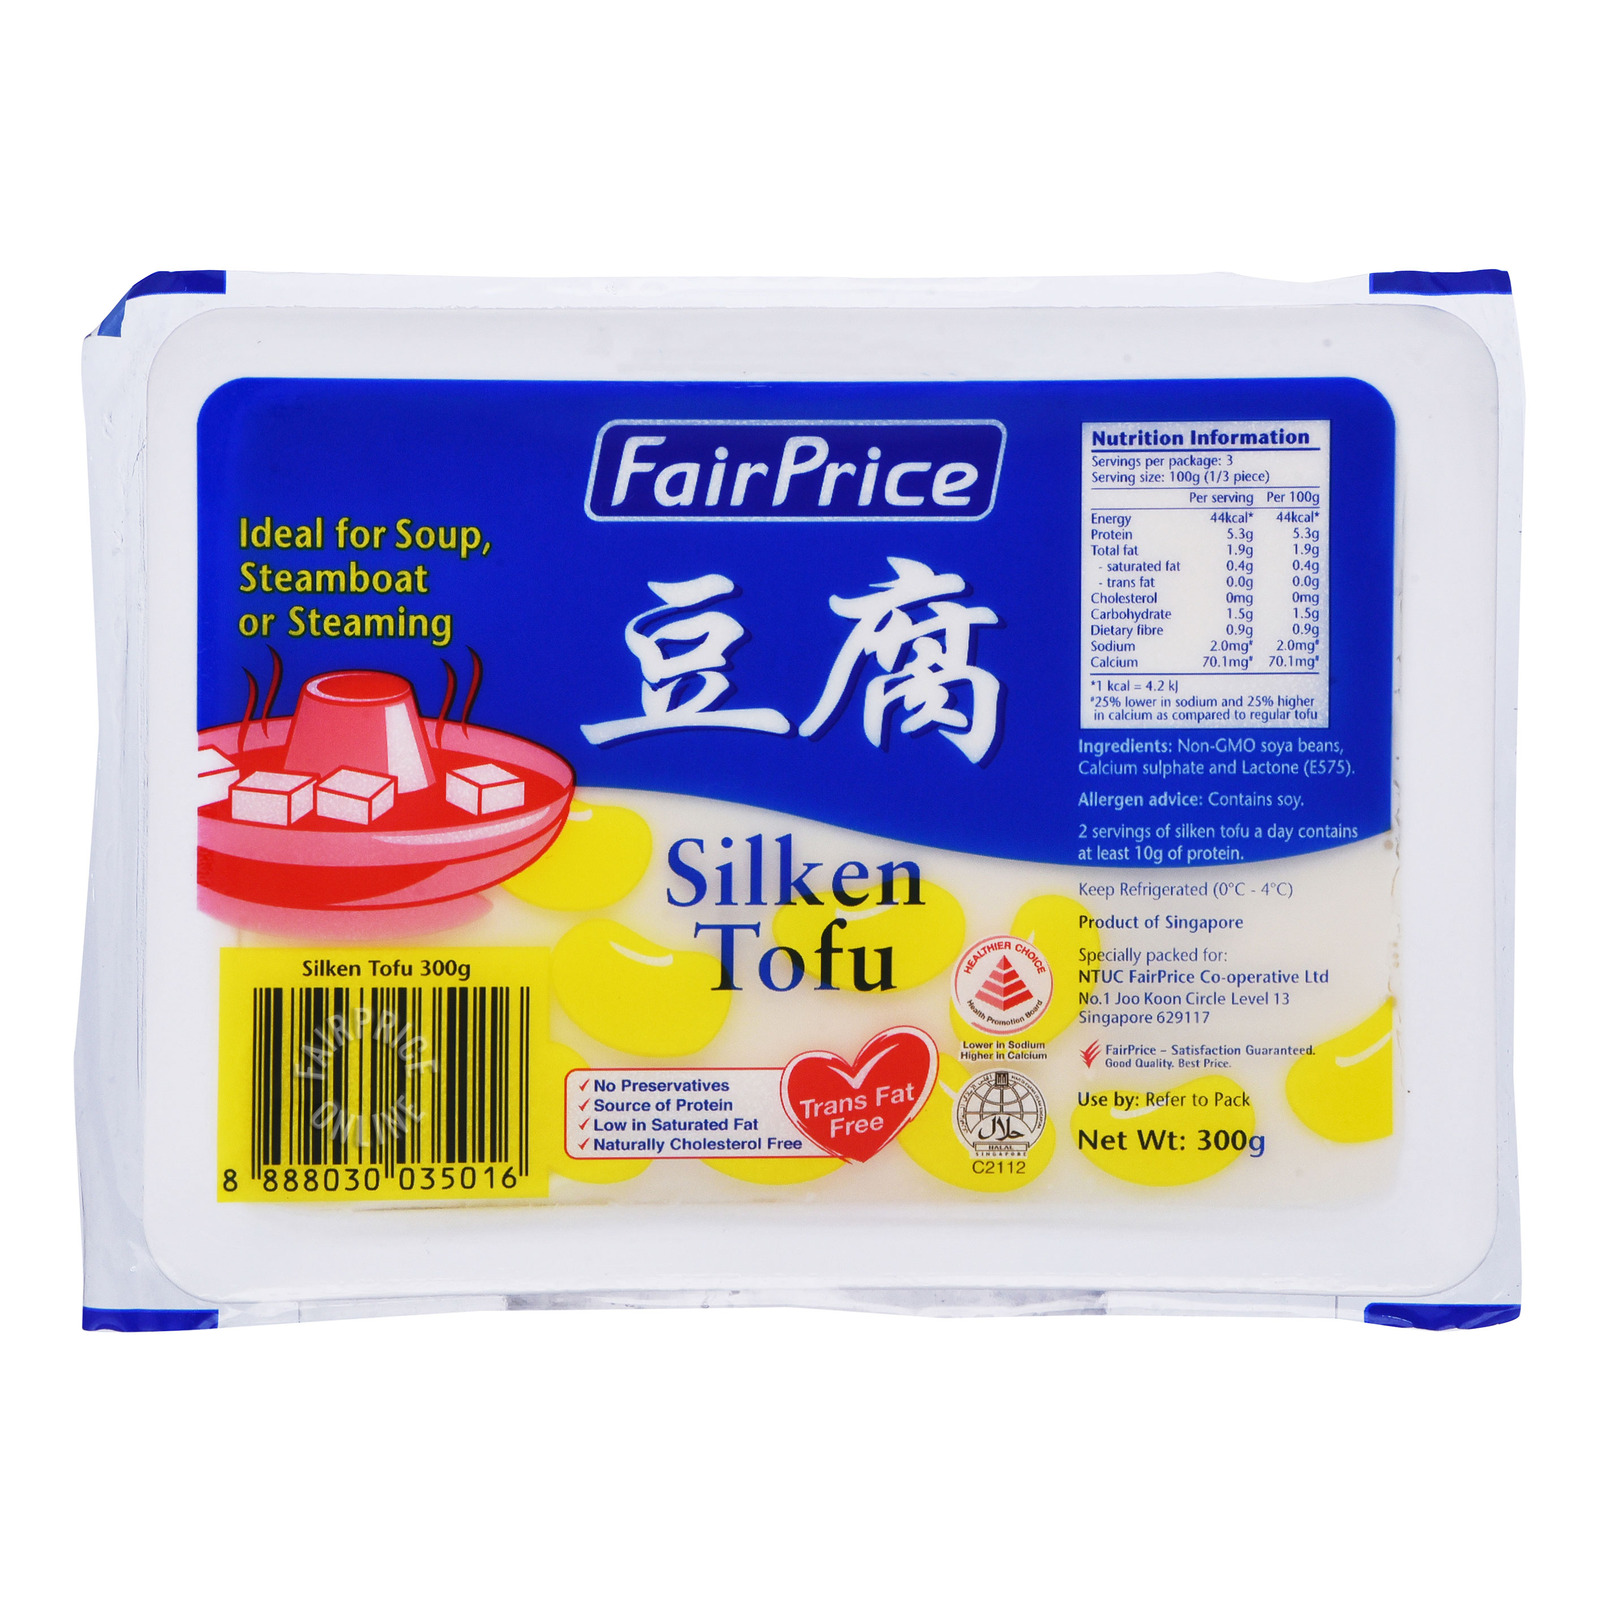 FairPrice
豆腐
Silken
Tofu
Ideal for Soup,
Steamboat
or Steaming
Silken Tofu 300g
FAIRPRICE
ONLINE
8 888030 035016
✓ No Preservatives
✓ Source of Protein
✓ Low in Saturated Fat
✓ Naturally Cholesterol Free
Trans Fat
Free
HEALTHIER CHOICE
Health Promotion Board
Lower in Sodium
Higher in Calcium
حلال
HALAL
SINGAPORE
C2112
Nutrition Information
Servings per package: 3
Serving size: 100g (1/3 piece)
Per serving Per 100g
Energy 44kcal* 44kcal*
Protein 5.3g 5.3g
Total fat 1.9g 1.9g
- saturated fat 0.4g 0.4g
- trans fat 0.0g 0.0g
Cholesterol 0mg 0mg
Carbohydrate 1.5g 1.5g
Dietary fibre 0.9g 0.9g
Sodium 2.0mg# 2.0mg#
Calcium 70.1mg# 70.1mg#
*1 kcal = 4.2 kJ
#25% lower in sodium and 25% higher
in calcium as compared to regular tofu
Ingredients: Non-GMO soya beans,
Calcium sulphate and Lactone (E575).
Allergen advice: Contains soy.
2 servings of silken tofu a day contains
at least 10g of protein.
Keep Refrigerated (0°C - 4°C)
Product of Singapore
Specially packed for:
NTUC FairPrice Co-operative Ltd
No.1 Joo Koon Circle Level 13
Singapore 629117
FairPrice – Satisfaction Guaranteed.
Good Quality. Best Price.
Use by: Refer to Pack
Net Wt: 300g